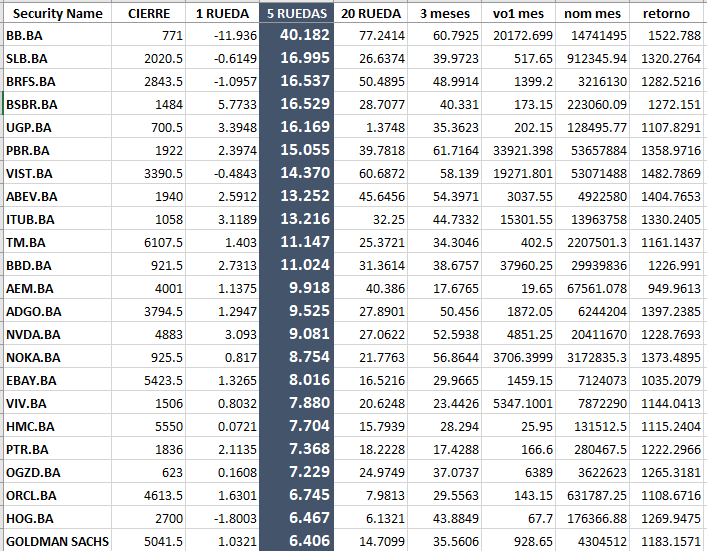 Security Name CIERRE 1 RUEDA 5 RUEDAS 20 RUEDA 3 meses vo1 mes nom mes retorno
BB.BA 771 -11.936 40.182 77.2414 60.7925 20172.699 14741495 1522.788
SLB.BA 2020.5 -0.6149 16.995 26.6374 39.9723 517.65 912345.94 1320.2764
BRFS.BA 2843.5 -1.0957 16.537 50.4895 48.9914 1399.2 3216130 1282.5216
BSBR.BA 1484 5.7733 16.529 28.7077 40.331 173.15 223060.09 1272.151
UGP.BA 700.5 3.3948 16.169 1.3748 35.3623 202.15 128495.77 1107.8291
PBR.BA 1922 2.3974 15.055 39.7818 61.7164 33921.398 53657884 1358.9716
VIST.BA 3390.5 -0.4843 14.370 60.6872 58.139 19271.801 53071488 1482.7869
ABEV.BA 1940 2.5912 13.252 45.6456 54.3971 3037.55 4922580 1404.7653
ITUB.BA 1058 3.1189 13.216 32.25 44.7332 15301.55 13963758 1330.2405
TM.BA 6107.5 1.403 11.147 25.3721 34.3046 402.5 2207501.3 1161.1437
BBD.BA 921.5 2.7313 11.024 31.3614 38.6757 37960.25 29939836 1226.991
AEM.BA 4001 1.1375 9.918 40.386 17.6765 19.65 67561.078 949.9613
ADGO.BA 3794.5 1.2947 9.525 27.8901 50.456 1872.05 6244204 1397.2385
NVDA.BA 4883 3.093 9.081 27.0622 52.5938 4851.25 20411670 1228.7693
NOKA.BA 925.5 0.817 8.754 21.7763 56.8644 3706.3999 3172835.3 1373.4895
EBAY.BA 5423.5 1.3265 8.016 16.5216 29.9665 1459.15 7124073 1035.2079
VIV.BA 1506 0.8032 7.880 20.6248 23.4426 5347.1001 7872290 1144.0413
HMC.BA 5550 0.0721 7.704 15.7939 28.294 25.95 131512.5 1115.2404
PTR.BA 1836 2.1135 7.368 18.2228 17.4288 166.6 280467.5 1222.2966
OGZD.BA 623 0.1608 7.229 24.9749 37.0737 6389 3622623 1265.3181
ORCL.BA 4613.5 1.6301 6.745 7.9813 29.5563 143.15 631787.25 1108.6716
HOG.BA 2700 -1.8003 6.467 6.1321 43.8849 67.7 176366.88 1269.9475
GOLDMAN SACHS 5041.5 1.0321 6.406 14.7099 35.5606 928.65 4304512 1183.1571